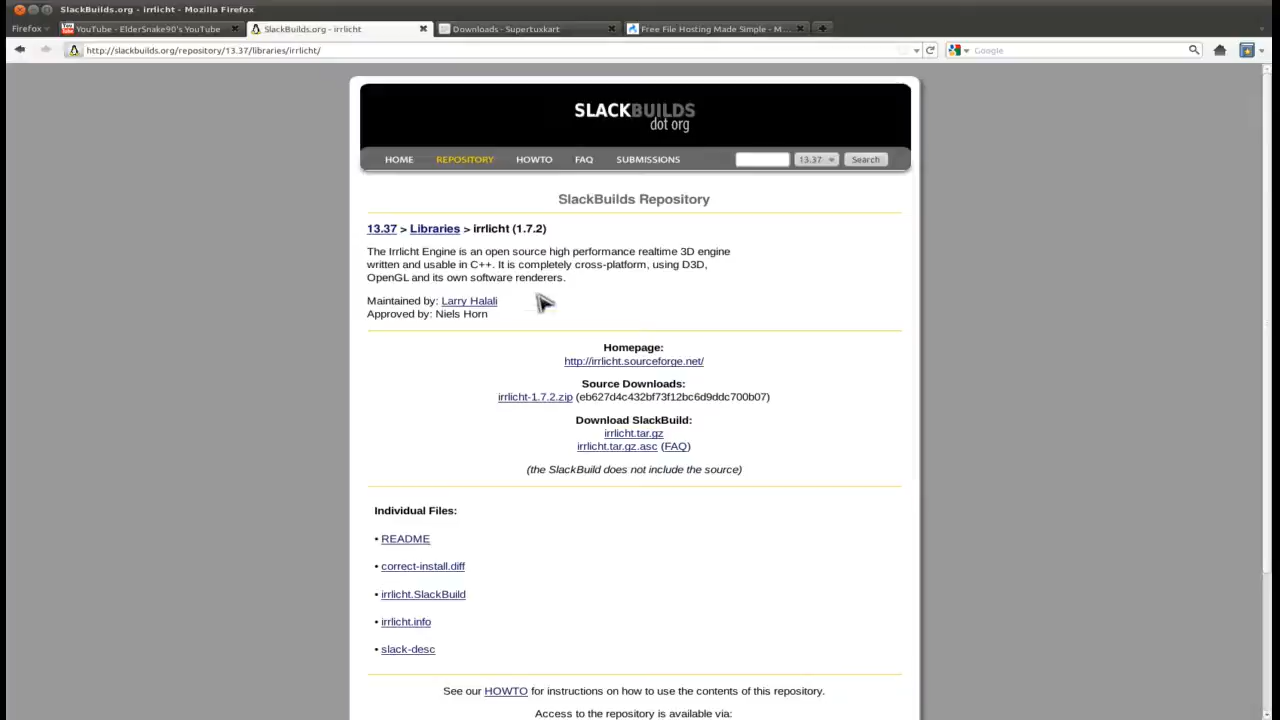 SlackBuilds.org - irrlicht - Mozilla Firefox
Firefox
YouTube - ElderSnake90's YouTube
SlackBuilds.org - irrlicht
Downloads - Supertuxkart
Free File Hosting Made Simple - M...
http://slackbuilds.org/repository/13.37/libraries/irrlicht/
Google
SLACKBUILDS
dot org
HOME REPOSITORY HOWTO FAQ SUBMISSIONS 13.37 Search
SlackBuilds Repository
13.37 > Libraries > irrlicht (1.7.2)
The Irrlicht Engine is an open source high performance realtime 3D engine
written and usable in C++. It is completely cross-platform, using D3D,
OpenGL and its own software renderers.
Maintained by: Larry Halali
Approved by: Niels Horn
Homepage:
http://irrlicht.sourceforge.net/
Source Downloads:
irrlicht-1.7.2.zip (eb627d4c432bf73f12bc6d9ddc700b07)
Download SlackBuild:
irrlicht.tar.gz
irrlicht.tar.gz.asc (FAQ)
(the SlackBuild does not include the source)
Individual Files:
• README
• correct-install.diff
• irrlicht.SlackBuild
• irrlicht.info
• slack-desc
See our HOWTO for instructions on how to use the contents of this repository.
Access to the repository is available via: